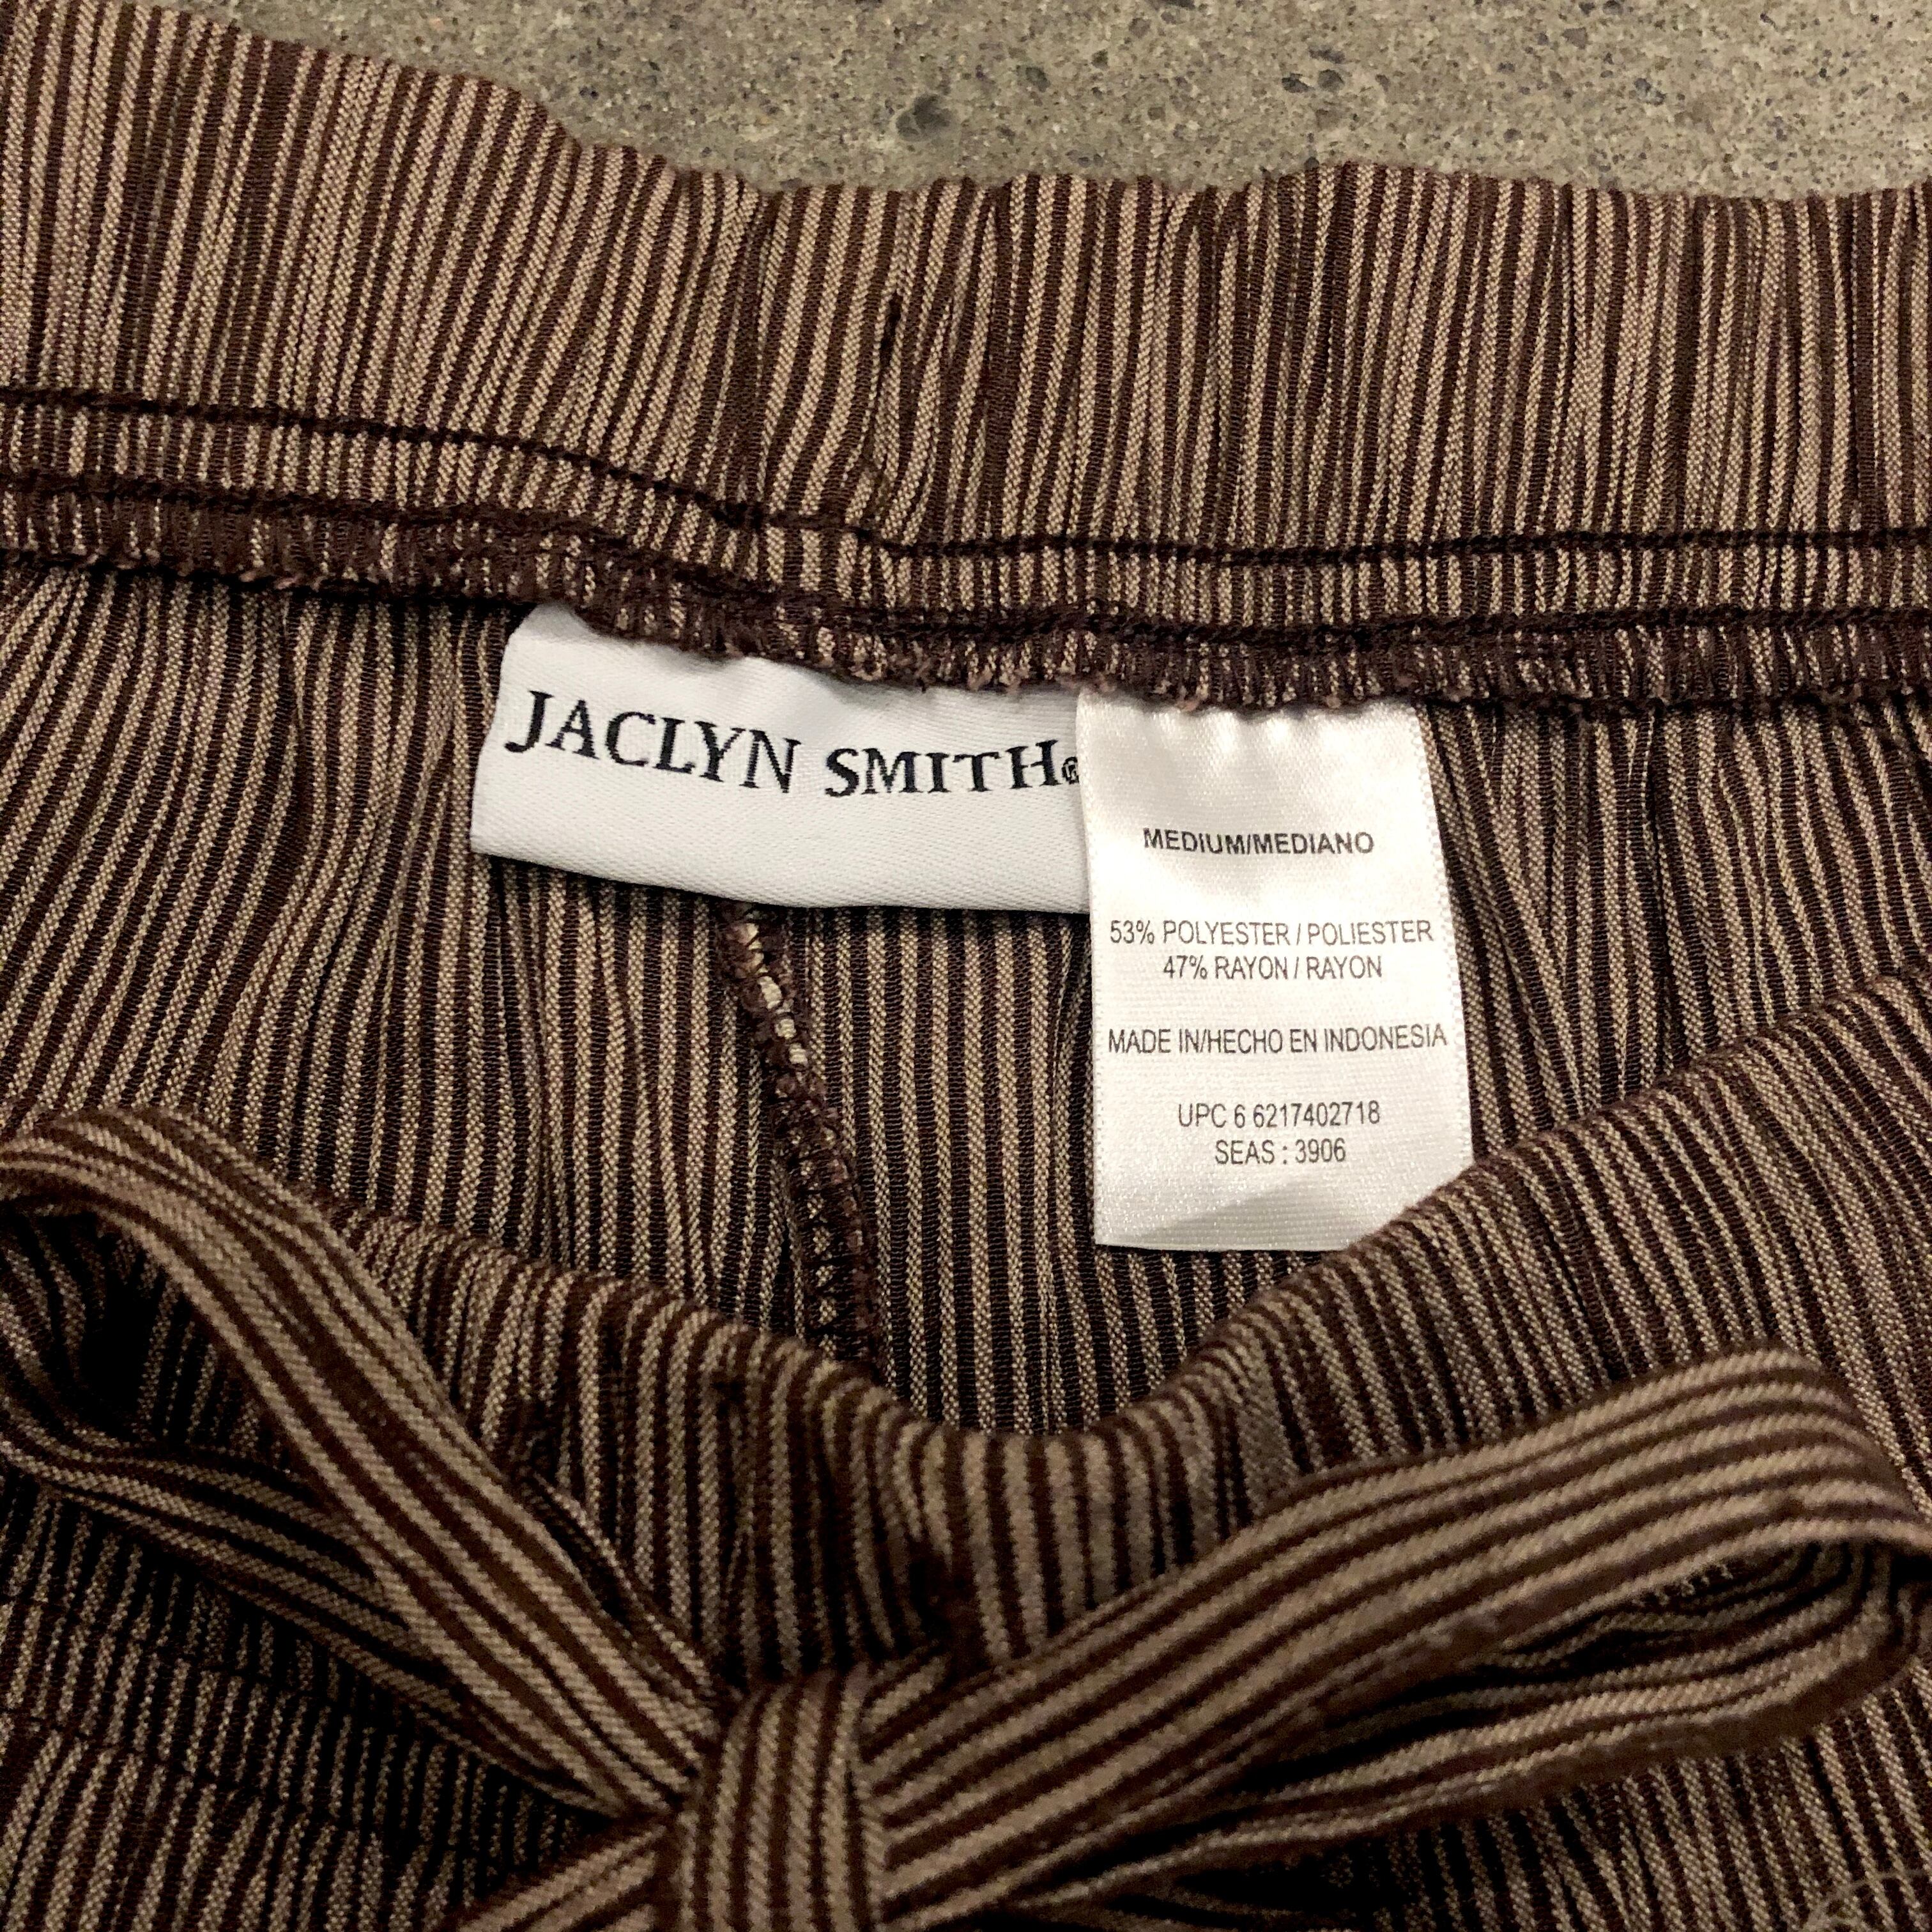 JACLYN SMITH®
MEDIUM/MEDIANO
53% POLYESTER / POLIESTER
47% RAYON / RAYON
MADE IN/HECHO EN INDONESIA
UPC 6 6217402718
SEAS : 3906